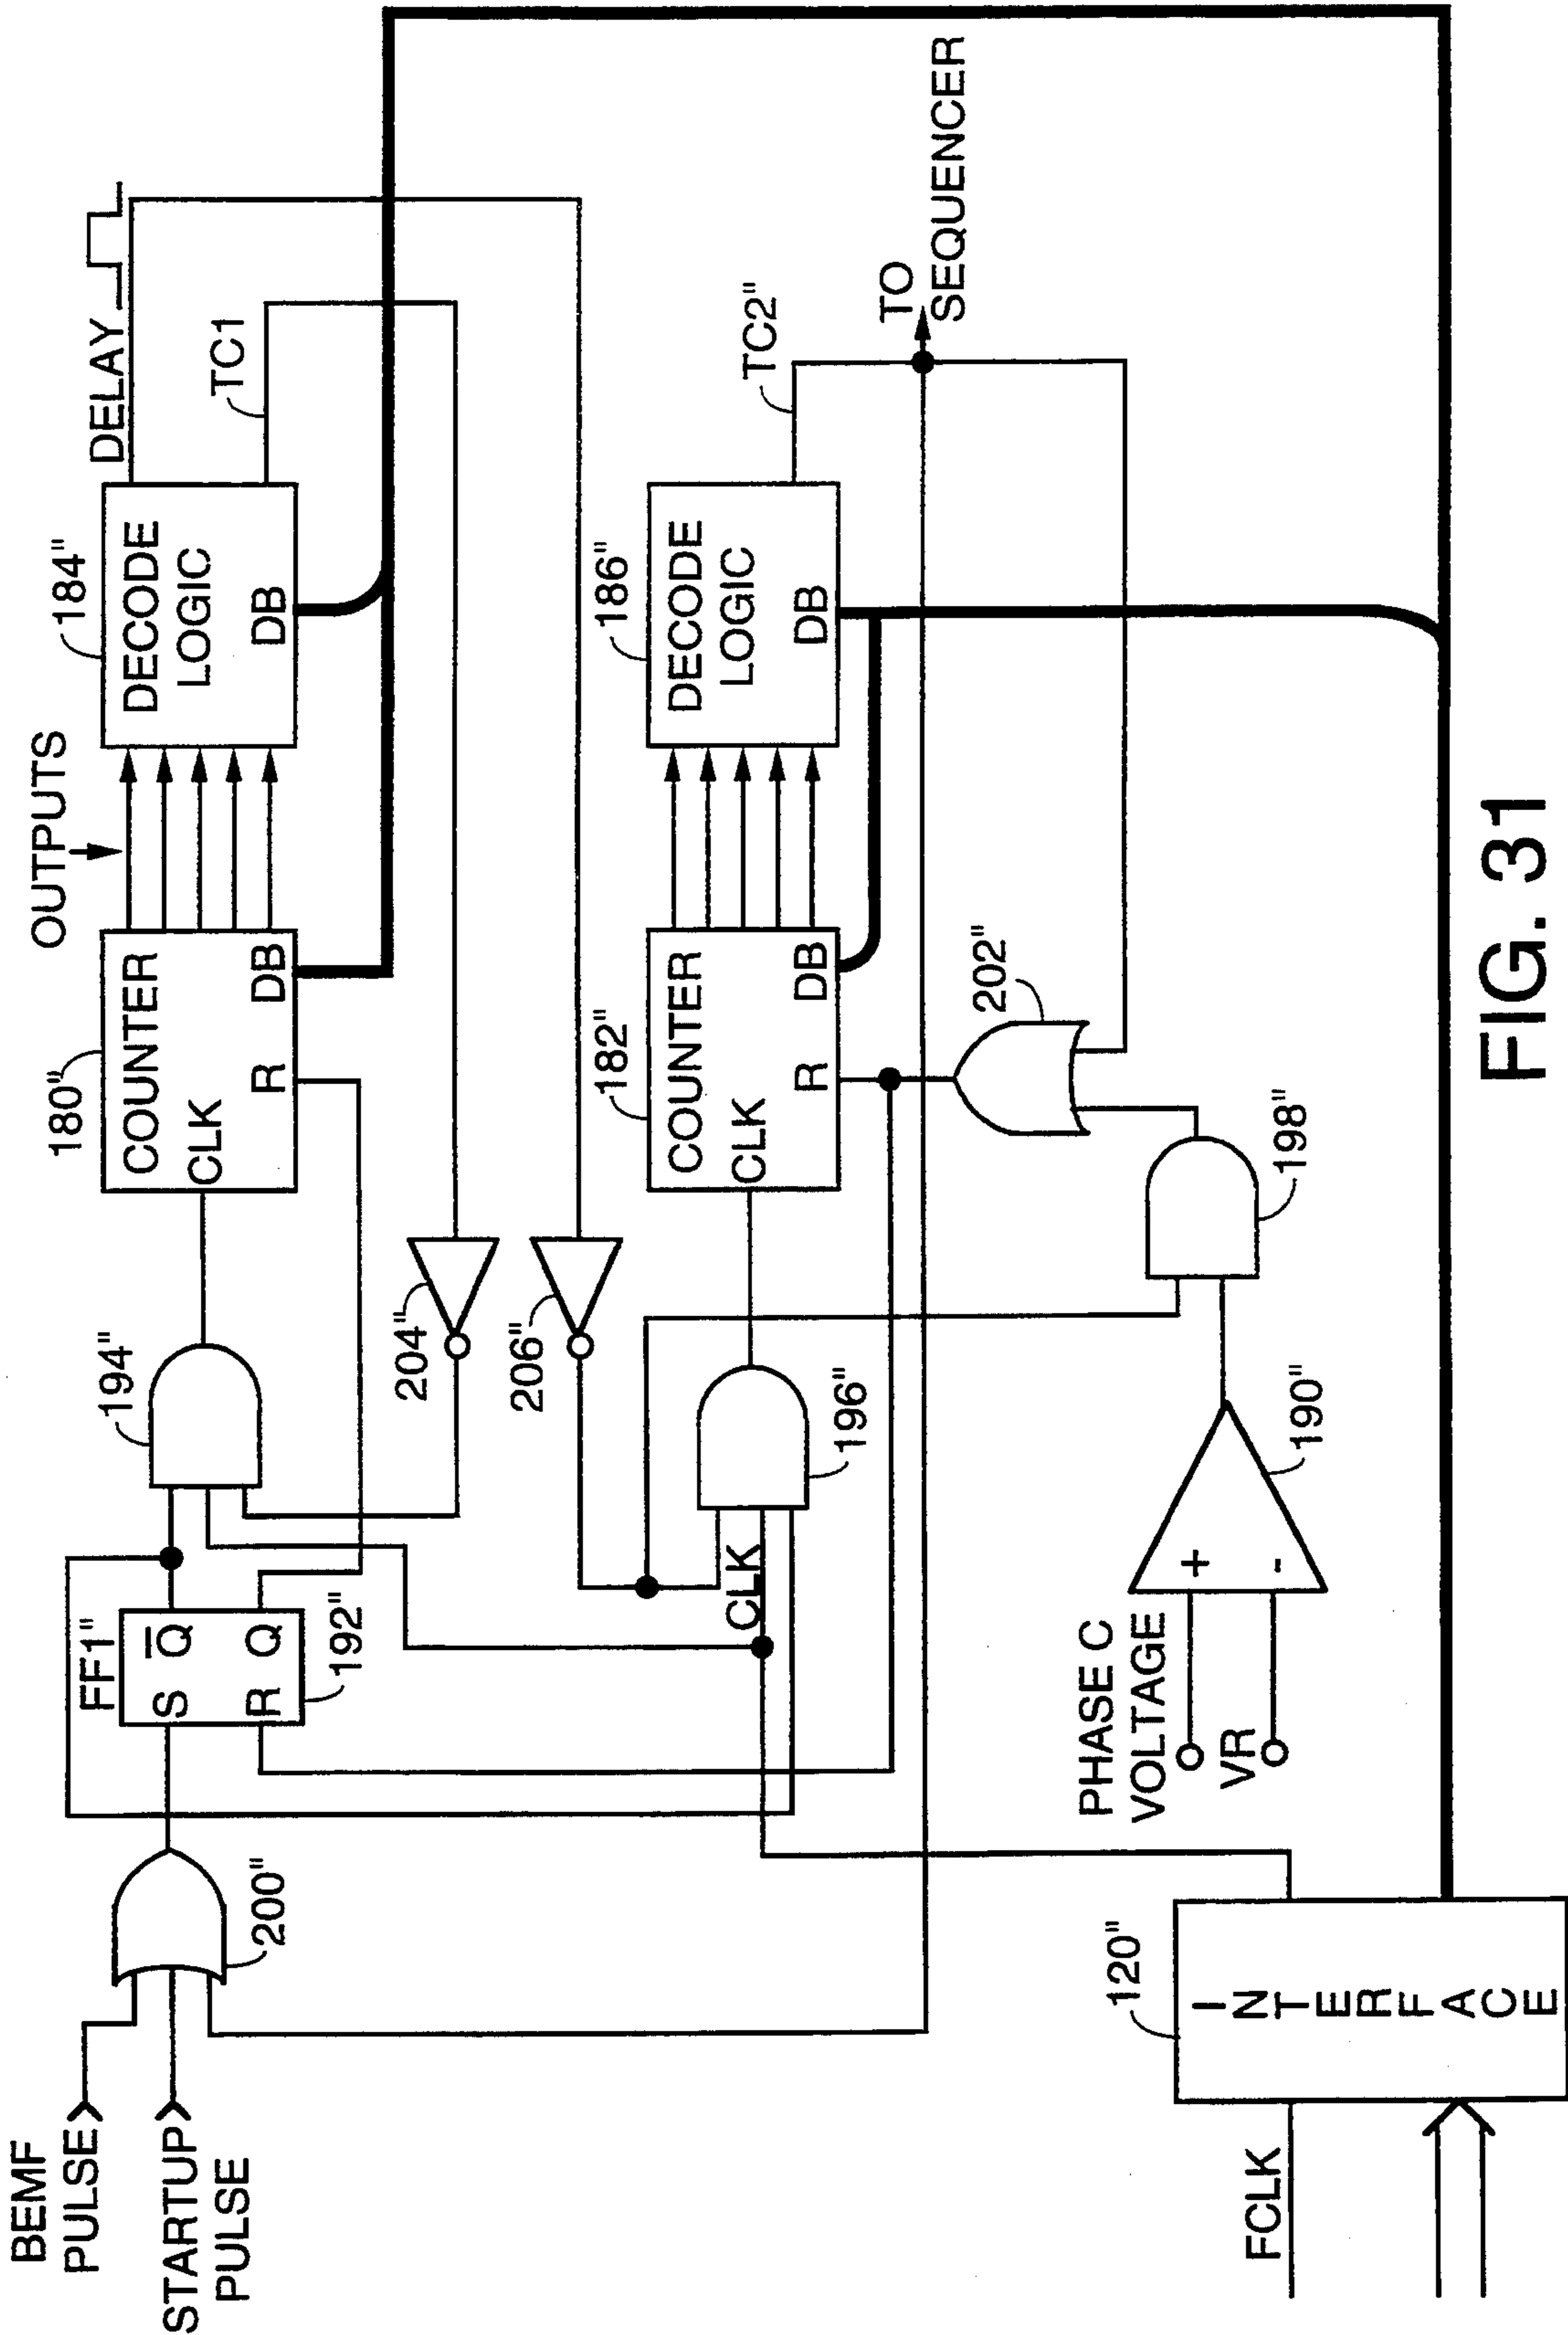 BEMF
PULSE
STARTUP
PULSE
200"
FF1"
S
Q
R
Q
192"
194"
180"
COUNTER
CLK
R
DB
OUTPUTS
184"
DECODE
LOGIC
DB
DELAY
TC1
204"
206"
CLK
196"
182"
COUNTER
CLK
R
DB
186"
DECODE
LOGIC
DB
TC2"
TO
SEQUENCER
202"
198"
PHASE C
VOLTAGE
VR
+
-
190"
120"
INTERFACE
FCLK
FIG. 31